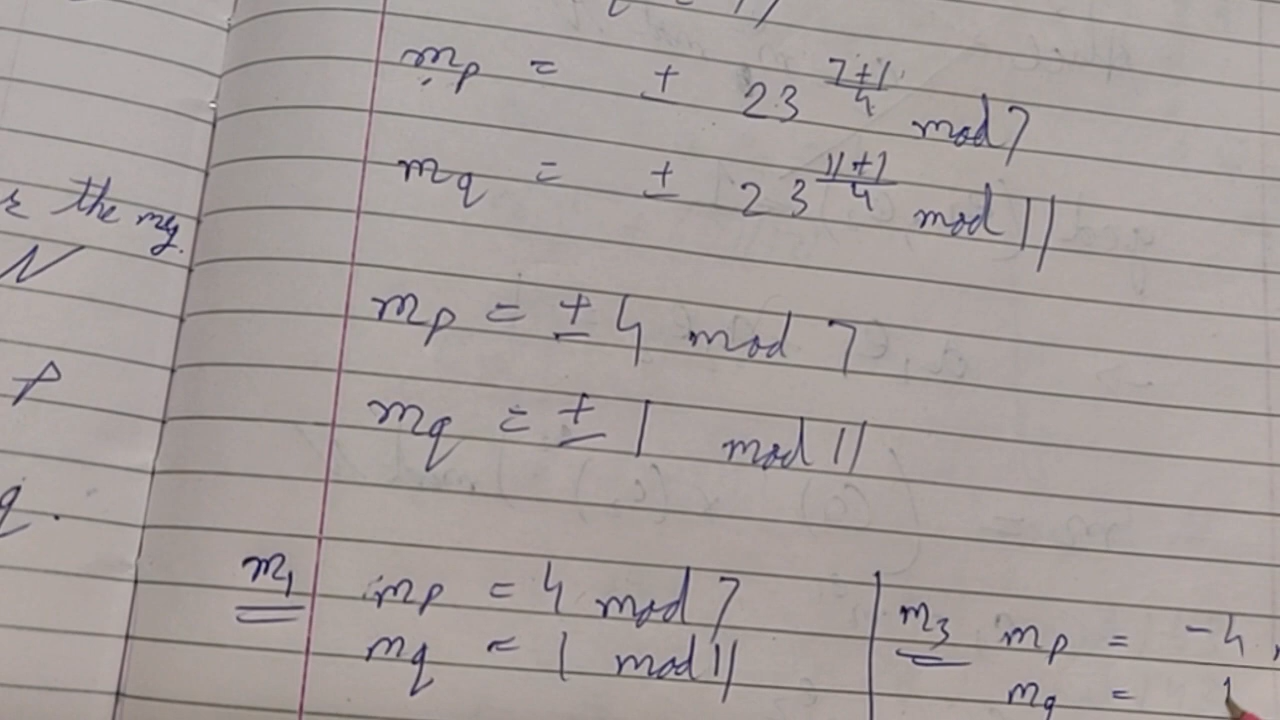 mp = ± 23^(7+1/4) mod 7
mq = ± 23^(11+1/4) mod 11
the
mp = ± 4 mod 7
N
mq = ± 1 mod 11
p
q.
m1 mp = 4 mod 7
mq = 1 mod 11
m3 mp = -4
mq = 1